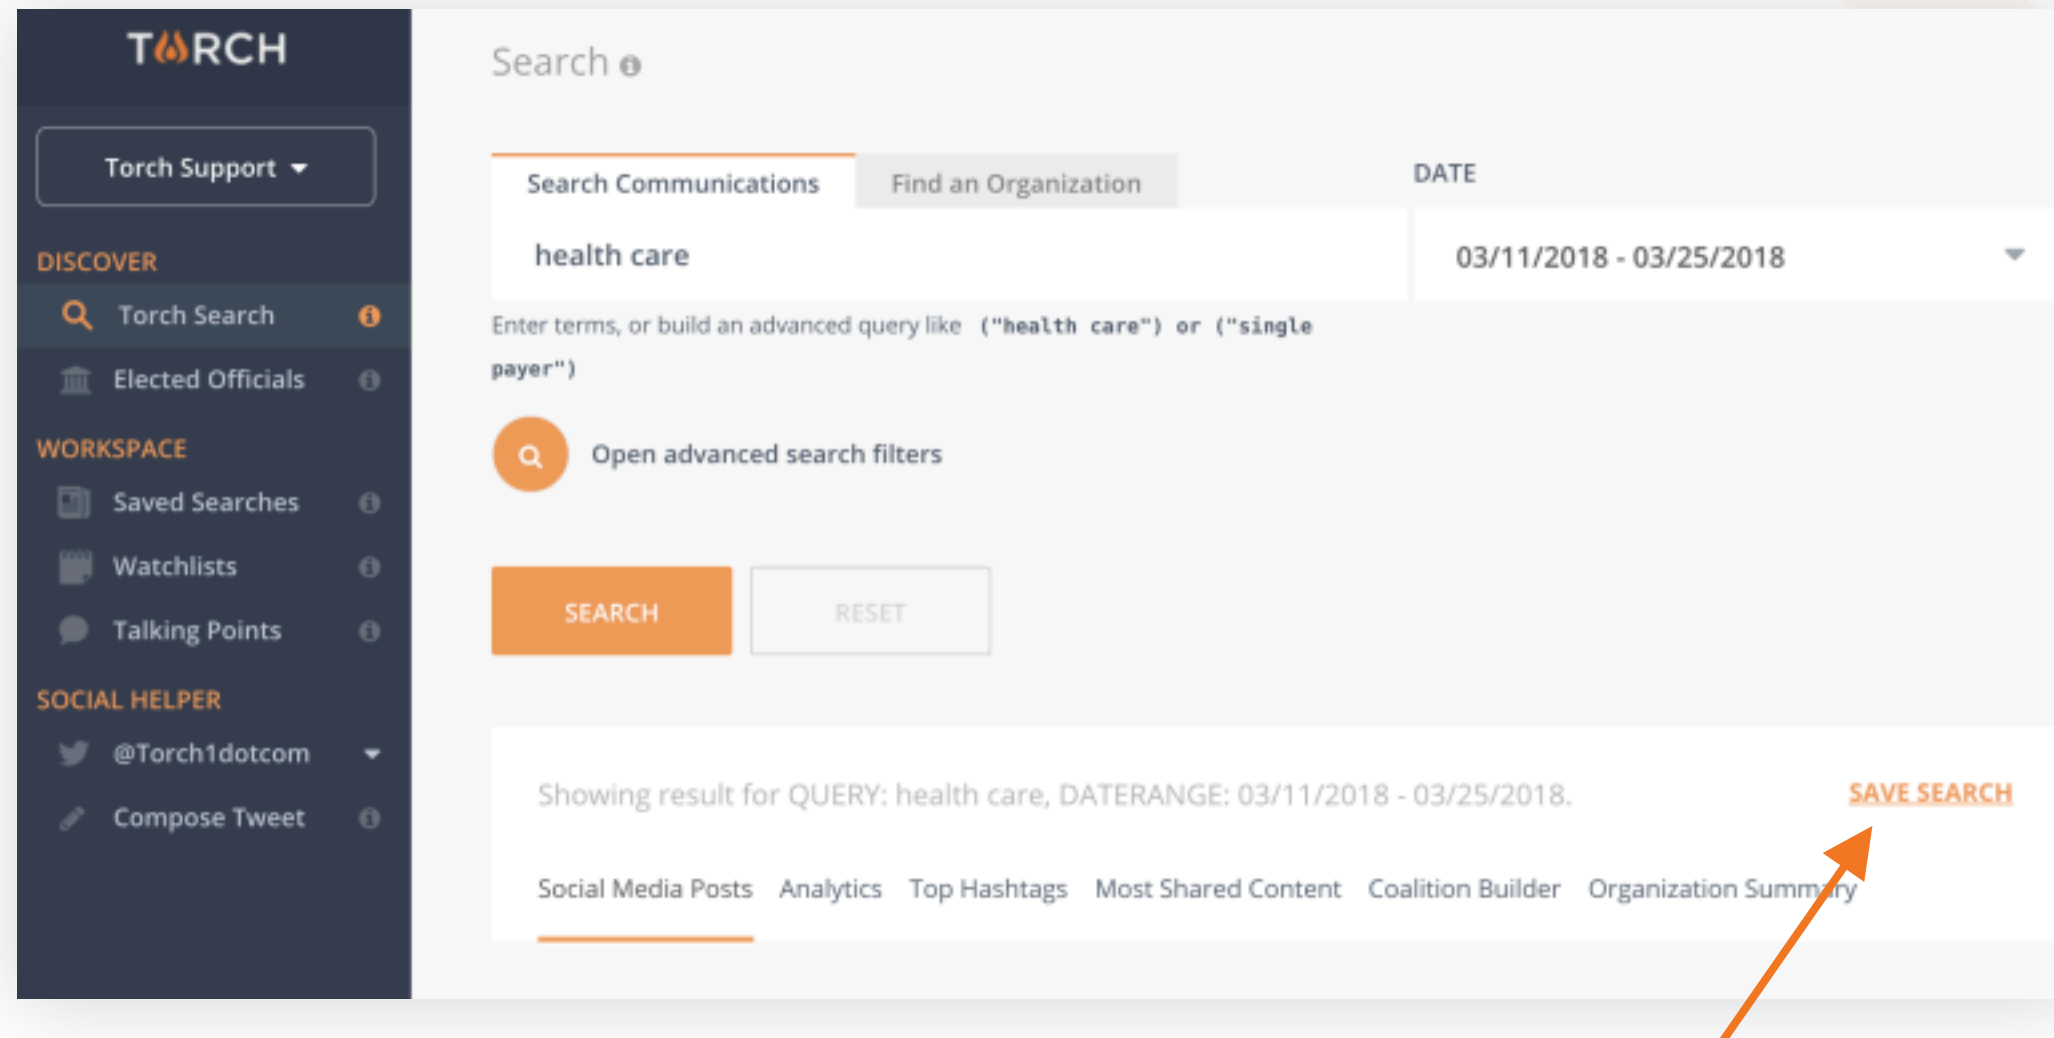 TORCH
Torch Support
DISCOVER
Torch Search
Elected Officials
WORKSPACE
Saved Searches
Watchlists
Talking Points
SOCIAL HELPER
@Torch1dotcom
Compose Tweet
Search
Search Communications
Find an Organization
DATE
health care
03/11/2018 - 03/25/2018
Enter terms, or build an advanced query like ("health care") or ("single
payer")
Open advanced search filters
SEARCH
RESET
Showing result for QUERY: health care, DATERANGE: 03/11/2018 - 03/25/2018.
SAVE SEARCH
Social Media Posts Analytics Top Hashtags Most Shared Content Coalition Builder Organization Summary